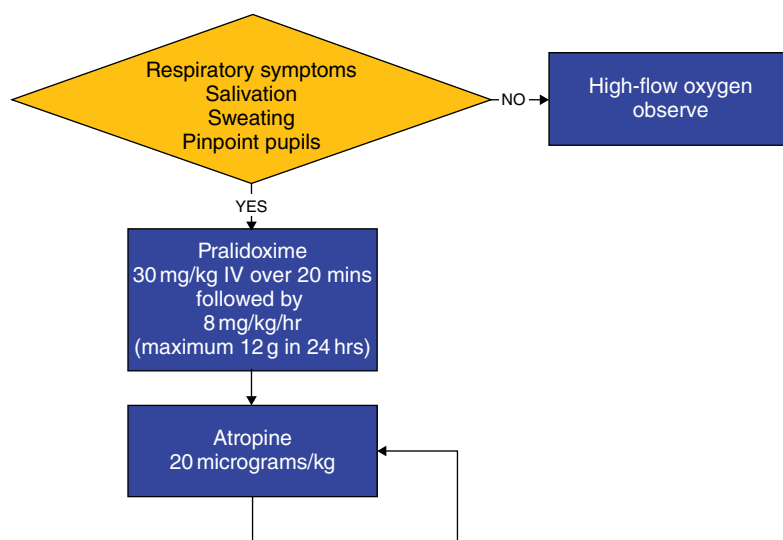 Respiratory symptoms
Salivation
Sweating
Pinpoint pupils
NO
High-flow oxygen
observe
YES
Pralidoxime
30 mg/kg IV over 20 mins
followed by
8 mg/kg/hr
(maximum 12 g in 24 hrs)
Atropine
20 micrograms/kg